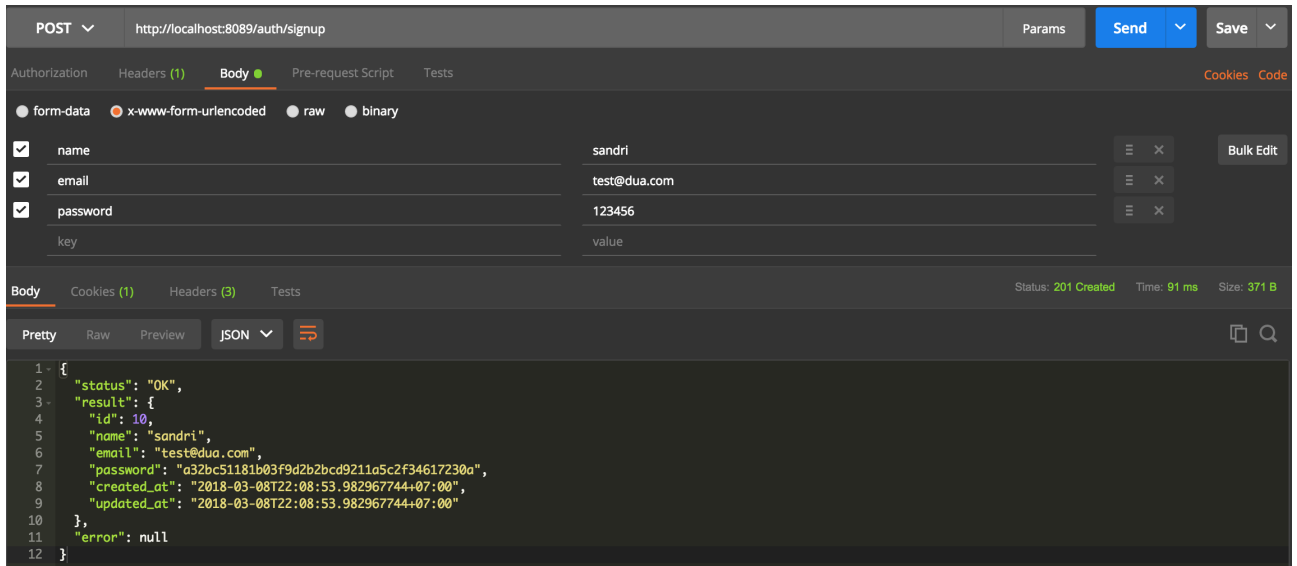 POST http://localhost:8089/auth/signup Params Send Save
Authorization Headers (1) Body Pre-request Script Tests Cookies Code
form-data x-www-form-urlencoded raw binary
name sandri Bulk Edit
email test@dua.com
password 123456
key value
Body Cookies (1) Headers (3) Tests Status: 201 Created Time: 91 ms Size: 371 B
Pretty Raw Preview JSON
1 {
2 "status": "OK",
3 "result": {
4 "id": 10,
5 "name": "sandri",
6 "email": "test@dua.com",
7 "password": "a32bc51181b03f9d2b2bcd9211a5c2f34617230a",
8 "created_at": "2018-03-08T22:08:53.982967744+07:00",
9 "updated_at": "2018-03-08T22:08:53.982967744+07:00"
10 },
11 "error": null
12 }